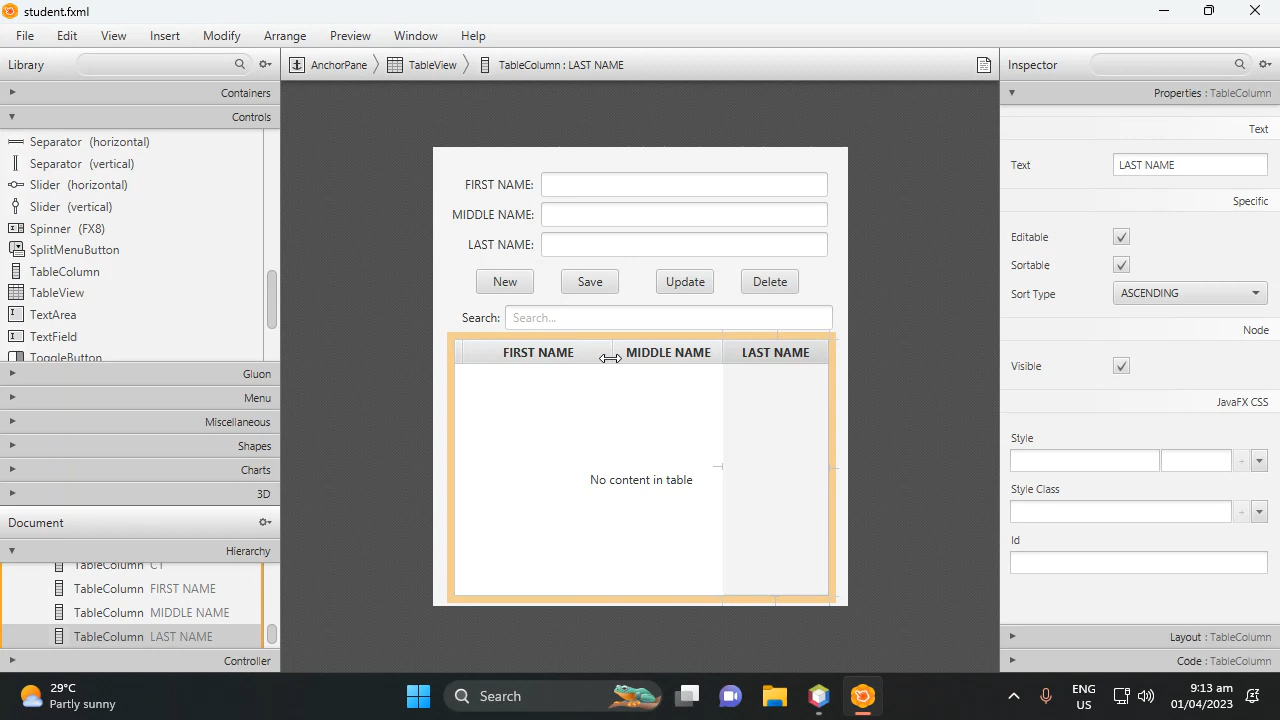 student.fxml
File Edit View Insert Modify Arrange Preview Window Help
Library
AnchorPane TableView TableColumn : LAST NAME
Inspector
Containers
Controls
Separator (horizontal)
Separator (vertical)
Slider (horizontal)
Slider (vertical)
Spinner (FX8)
SplitMenuButton
TableColumn
TableView
TextArea
TextField
ToggleButton
Gluon
Menu
Miscellaneous
Shapes
Charts
3D
Document
Hierarchy
TableColumn CT
TableColumn FIRST NAME
TableColumn MIDDLE NAME
TableColumn LAST NAME
Controller
FIRST NAME:
MIDDLE NAME:
LAST NAME:
New Save Update Delete
Search: Search...
FIRST NAME MIDDLE NAME LAST NAME
No content in table
Properties : TableColumn
Text
Text LAST NAME
Specific
Editable
Sortable
Sort Type ASCENDING
Node
Visible
JavaFX CSS
Style
Style Class
Id
Layout : TableColumn
Code : TableColumn
29°C
Partly sunny
Search
ENG
US
9:13 am
01/04/2023